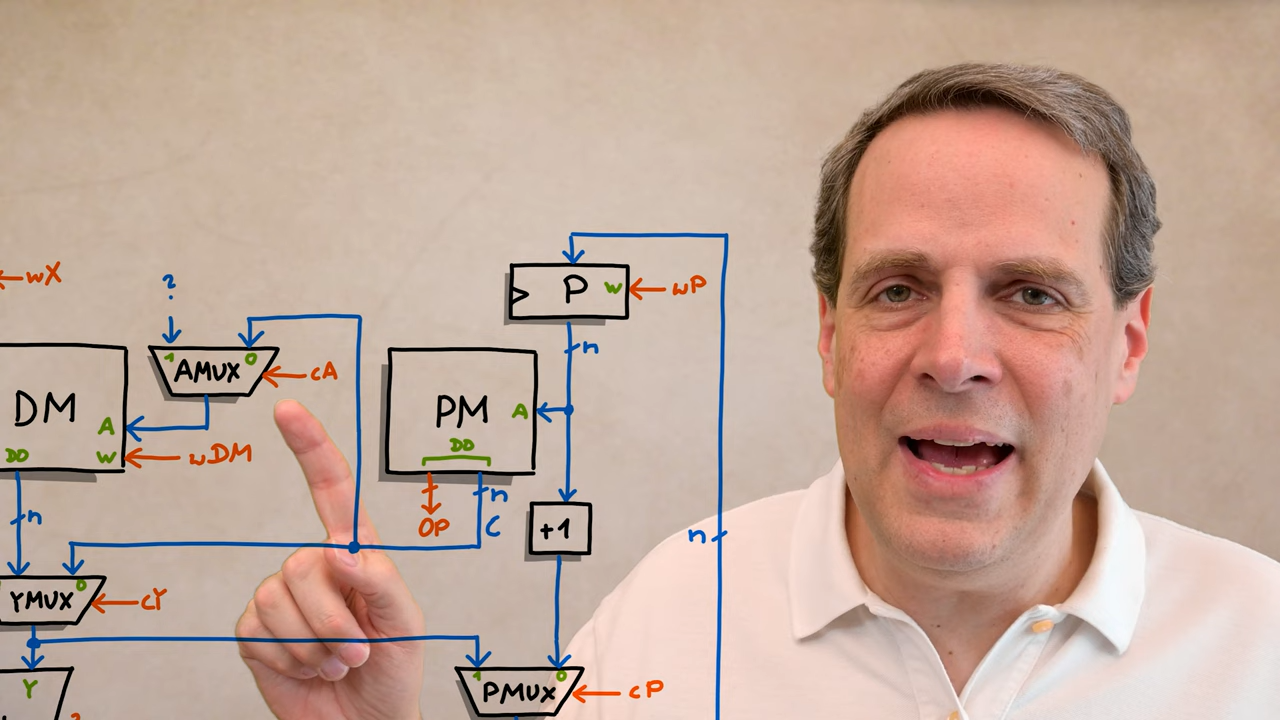 wX
?
P W wP
n
1 AMUX 0 cA
DM
A
DO W wDM
PM A
DO
n
n
OP C
+1
n
YMUX 0 cY
Y
1 PMUX 0 cP
?